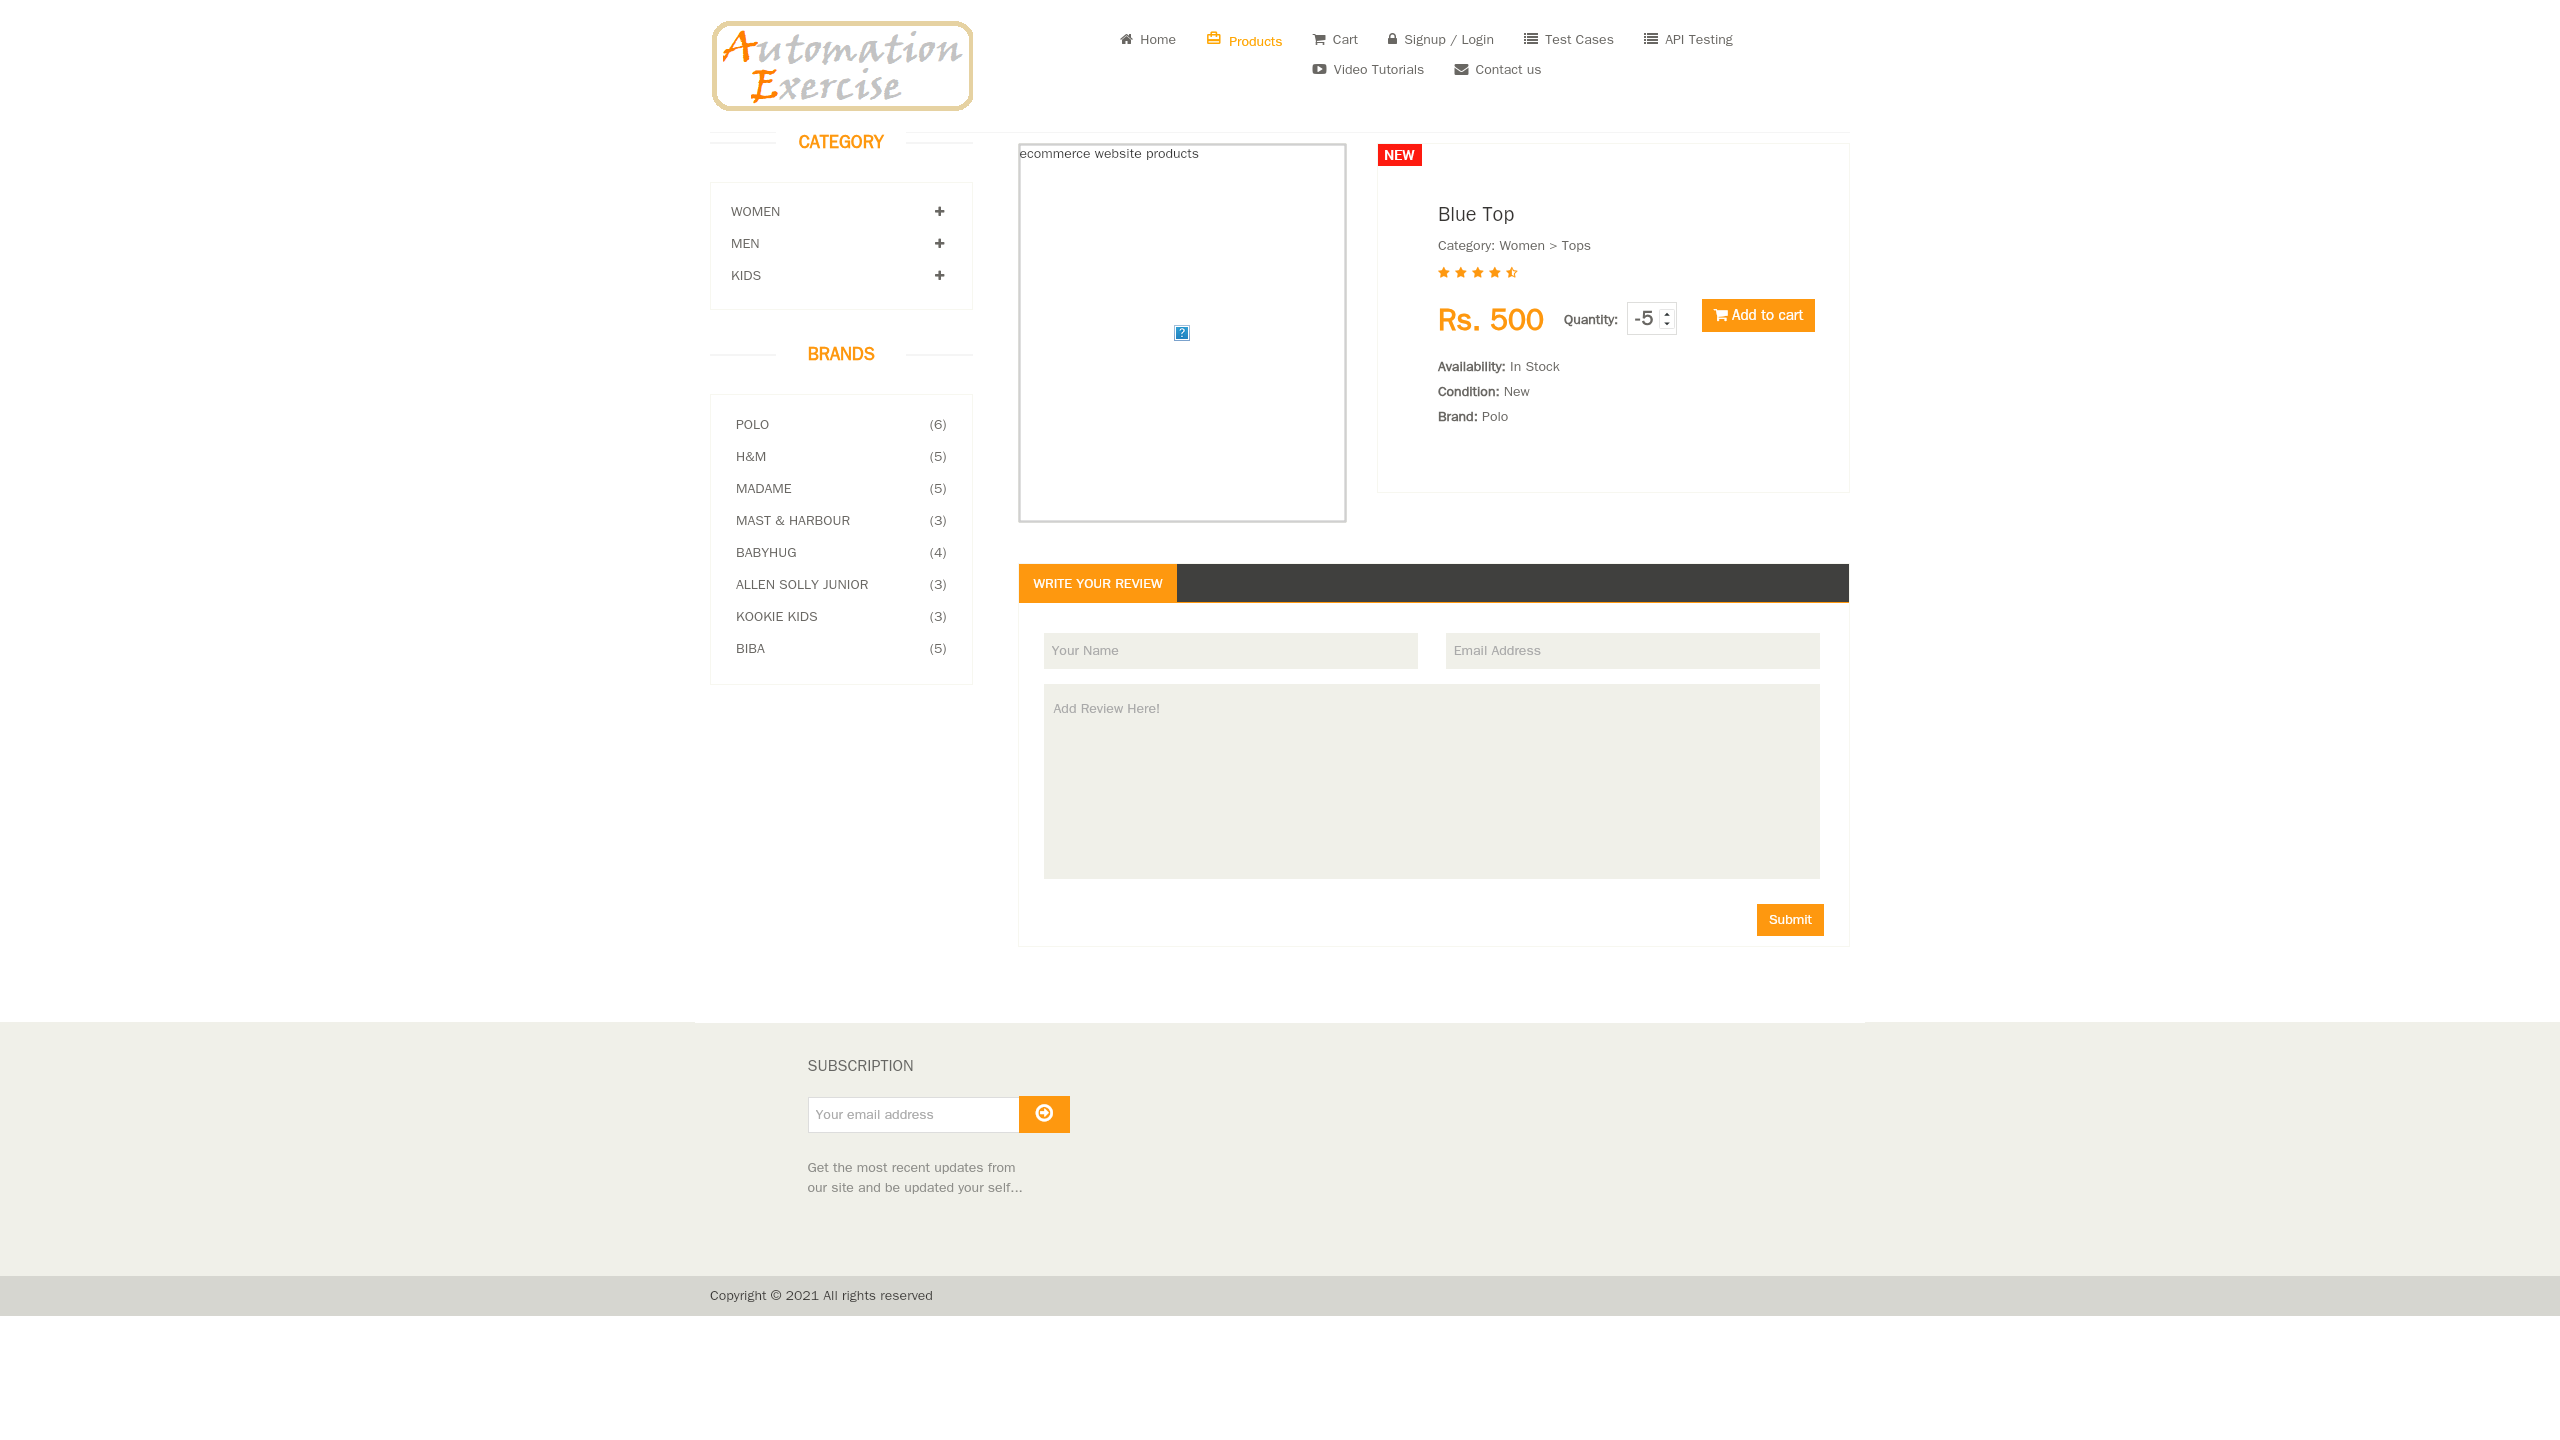 Automation
Exercise
Home
Products
Cart
Signup / Login
Test Cases
API Testing
Video Tutorials
Contact us
CATEGORY
WOMEN
MEN
KIDS
BRANDS
POLO (6)
H&M (5)
MADAME (5)
MAST & HARBOUR (3)
BABYHUG (4)
ALLEN SOLLY JUNIOR (3)
KOOKIE KIDS (3)
BIBA (5)
ecommerce website products
NEW
Blue Top
Category: Women > Tops
Rs. 500 Quantity: -5 Add to cart
Availability: In Stock
Condition: New
Brand: Polo
WRITE YOUR REVIEW
Your Name
Email Address
Add Review Here!
Submit
SUBSCRIPTION
Your email address
Get the most recent updates from
our site and be updated your self...
Copyright © 2021 All rights reserved